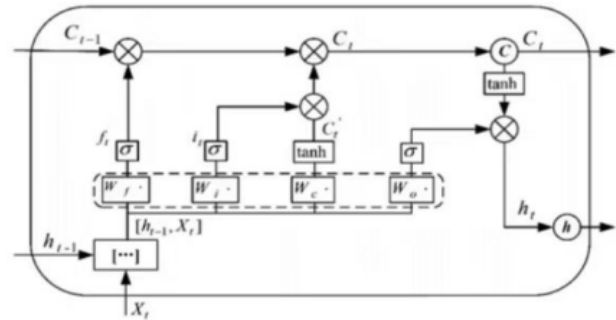 C_{t-1} C_t C C_t
tanh
C_t'
f_t i_t
σ σ tanh σ
W_f · W_i · W_c · W_o ·
[h_{t-1}, X_t]
h_t h
h_{t-1} [···]
X_t